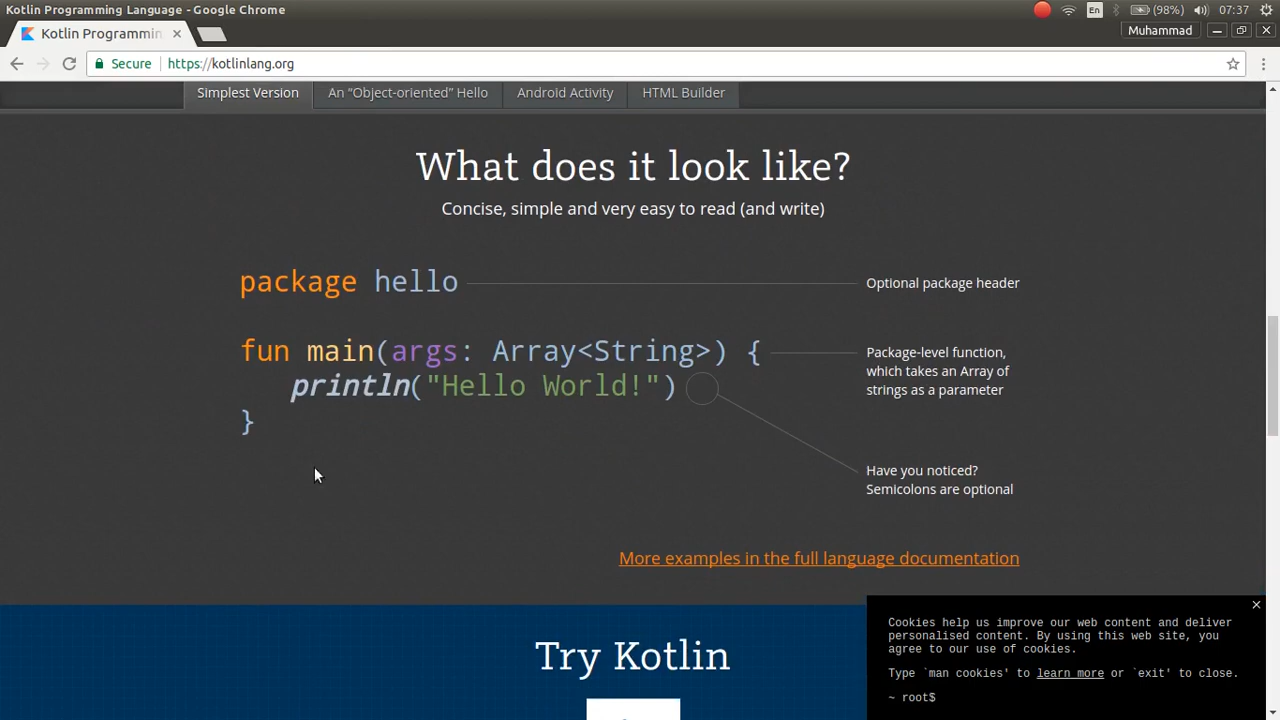 Kotlin Programming Language - Google Chrome
En (98%) 07:37
Kotlin Programmin
Muhammad
Secure https://kotlinlang.org
Simplest Version An “Object-oriented” Hello Android Activity HTML Builder
What does it look like?
Concise, simple and very easy to read (and write)
package hello
Optional package header
fun main(args: Array<String>) {
println("Hello World!")
}
Package-level function,
which takes an Array of
strings as a parameter
Have you noticed?
Semicolons are optional
More examples in the full language documentation
Try Kotlin
Cookies help us improve our web content and deliver
personalised content. By using this web site, you
agree to our use of cookies.
Type `man cookies' to learn more or `exit' to close.
~ root$